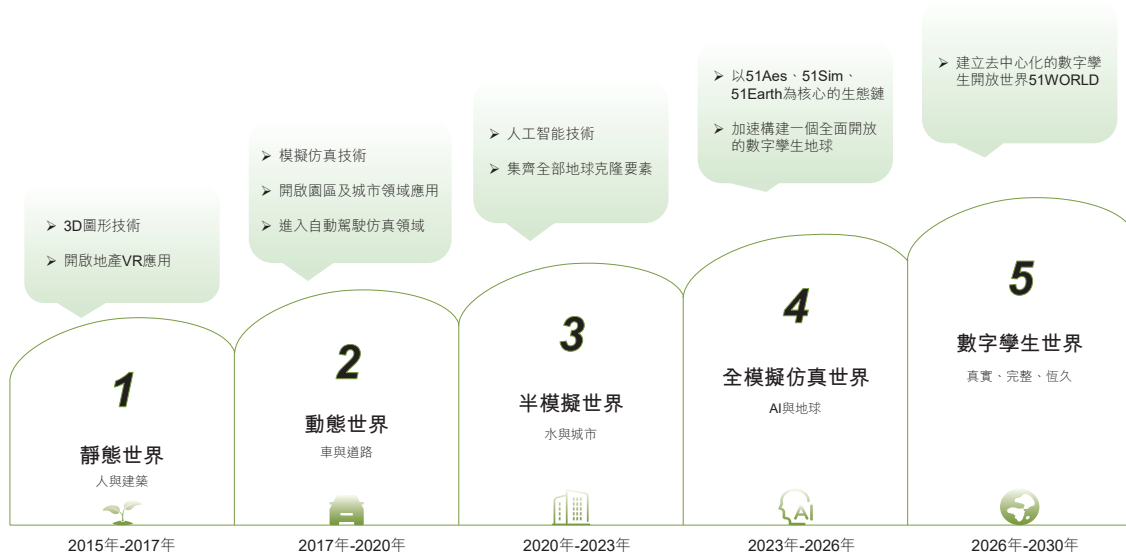 ➢ 3D圖形技術
➢ 開啟地產VR應用
1
靜態世界
人與建築
2015年-2017年
➢ 模擬仿真技術
➢ 開啟園區及城市領域應用
➢ 進入自動駕駛仿真領域
2
動態世界
車與道路
2017年-2020年
➢ 人工智能技術
➢ 集齊全部地球克隆要素
3
半模擬世界
水與城市
2020年-2023年
➢ 以51Aes、51Sim、
51Earth為核心的生態鏈
➢ 加速構建一個全面開放
的數字孿生地球
4
全模擬仿真世界
AI與地球
AI
2023年-2026年
➢ 建立去中心化的數字孿
生開放世界51WORLD
5
數字孿生世界
真實、完整、恆久
2026年-2030年